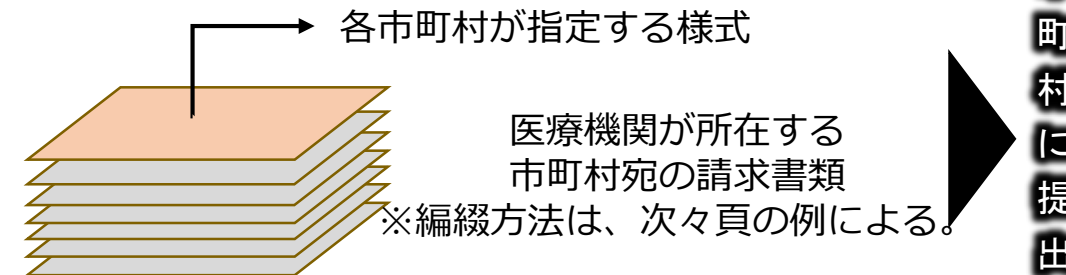 各市町村が指定する様式
医療機関が所在する
市町村宛の請求書類
※編綴方法は、次々頁の例による。
町
村
に
提
出